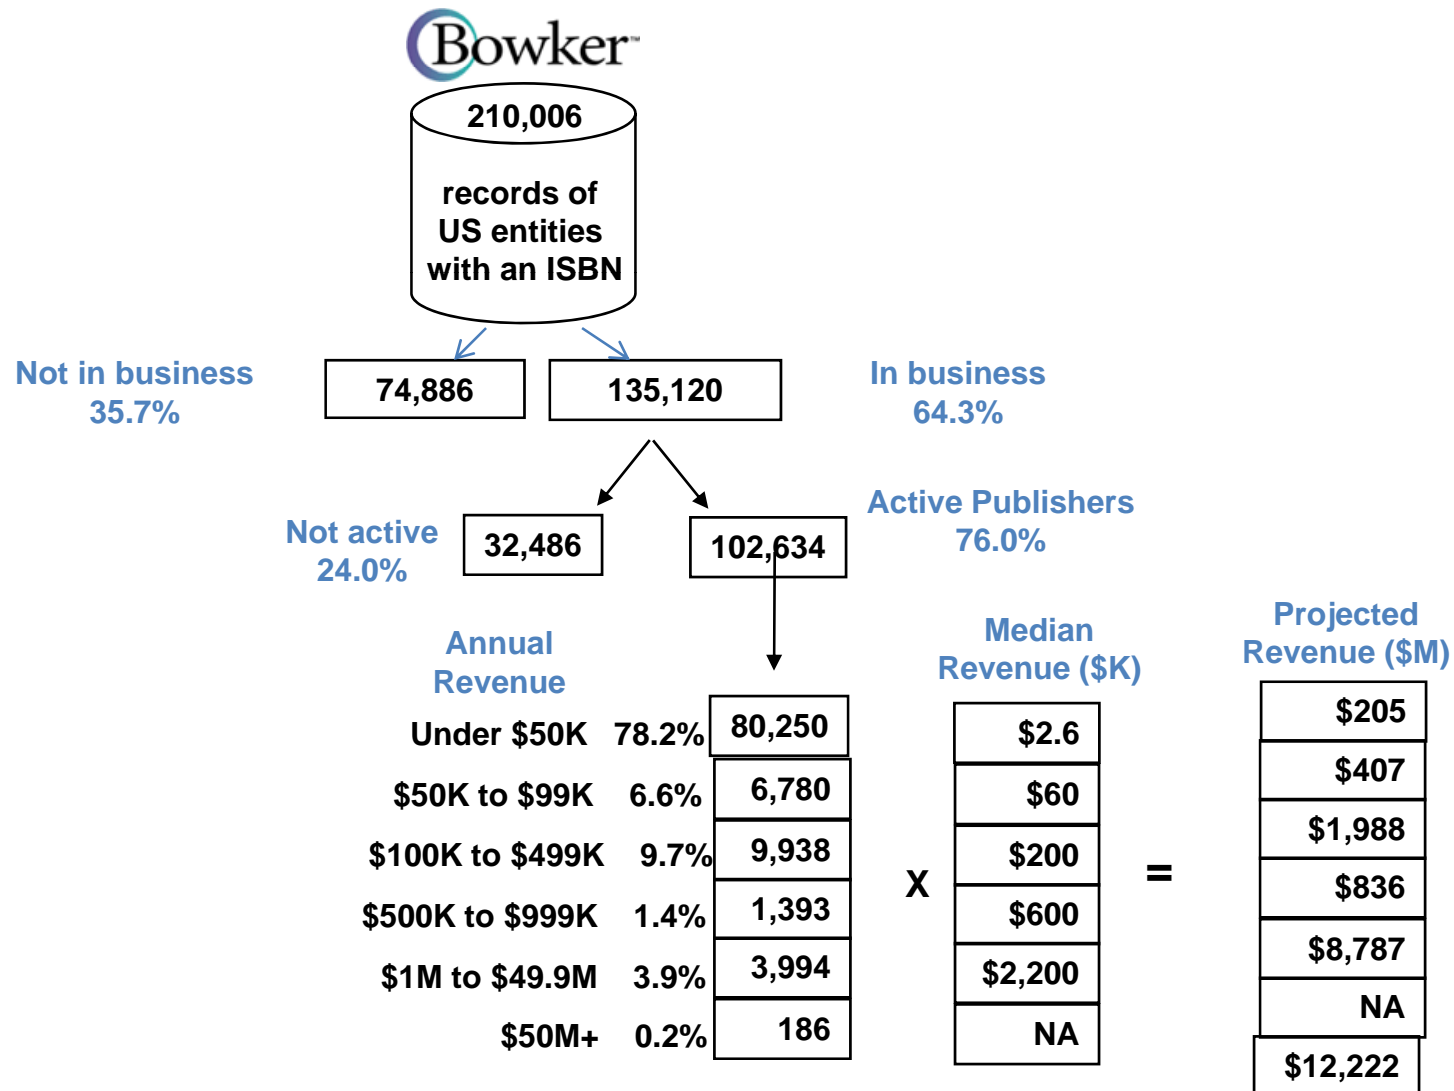 Bowker™
210,006
records of
US entities
with an ISBN
Not in business
35.7%
74,886
135,120
In business
64.3%
Not active
24.0%
32,486
102,634
Active Publishers
76.0%
Annual
Revenue
Median
Revenue ($K)
Projected
Revenue ($M)
Under $50K 78.2% 80,250 $2.6 $205
$50K to $99K 6.6% 6,780 $60 $407
$100K to $499K 9.7% 9,938 $200 $1,988
X =
$500K to $999K 1.4% 1,393 $600 $836
$1M to $49.9M 3.9% 3,994 $2,200 $8,787
$50M+ 0.2% 186 NA NA
$12,222